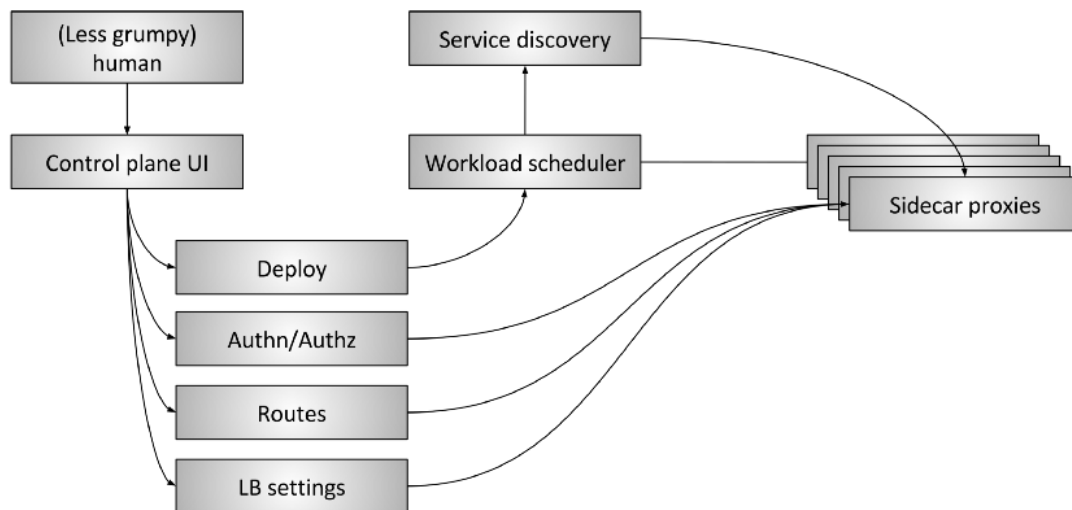 (Less grumpy)
human
Service discovery
Control plane UI
Workload scheduler
Sidecar proxies
Deploy
Authn/Authz
Routes
LB settings